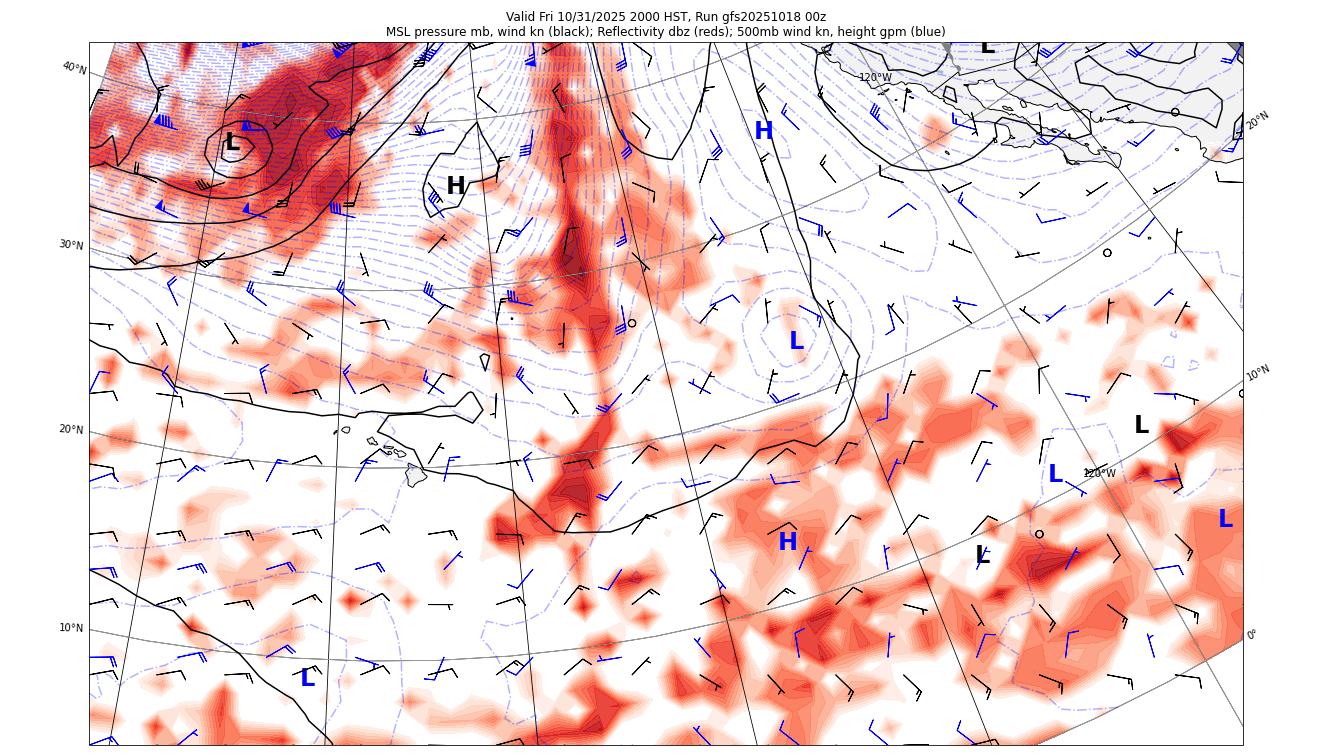 Valid Fri 10/31/2025 2000 HST, Run gfs20251018 00z
MSL pressure mb, wind kn (black); Reflectivity dbz (reds); 500mb wind kn, height gpm (blue)
L
40°N
120°W
20°N
H
L
H
30°N
L
10°N
20°N
L
L
120°W
L
H
L
10°N
0°
L